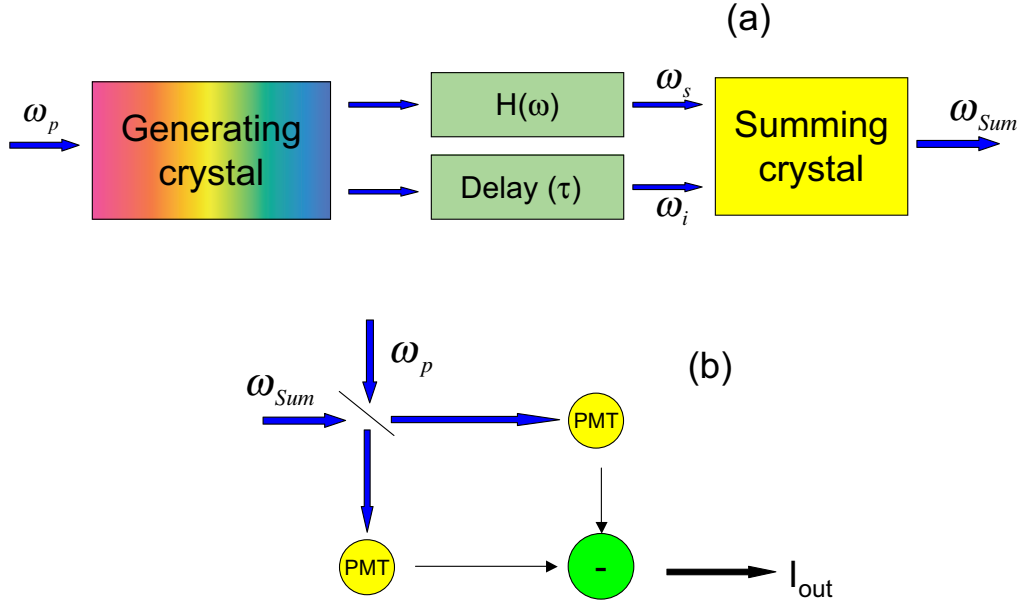 (a)
ω_p
Generating
crystal
H(ω)
Delay (τ)
ω_s
ω_i
Summing
crystal
ω_Sum
(b)
ω_p
ω_Sum
PMT
PMT
-
I_out